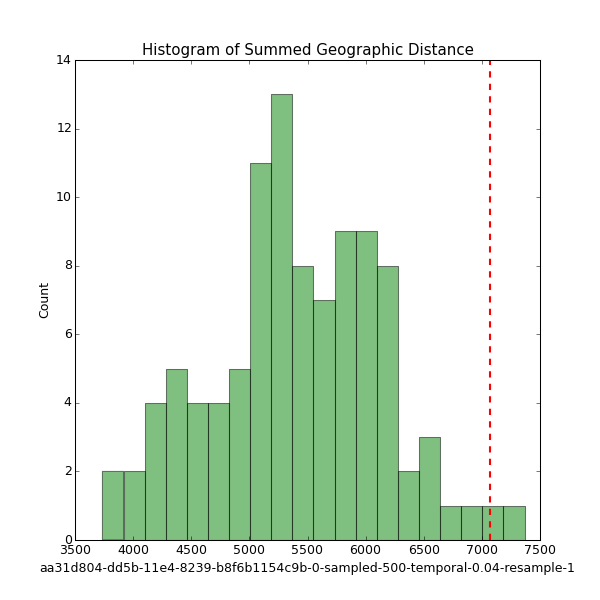 Histogram of Summed Geographic Distance
14
12
10
8
6
4
2
0
Count
3500 4000 4500 5000 5500 6000 6500 7000 7500
aa31d804-dd5b-11e4-8239-b8f6b1154c9b-0-sampled-500-temporal-0.04-resample-1